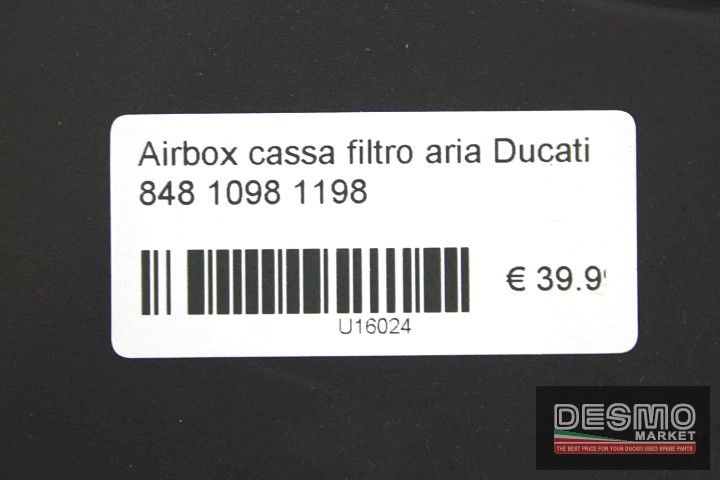 Airbox cassa filtro aria Ducati
848 1098 1198
€ 39.9
U16024
DESMO
MARKET
THE BEST PRICE FOR YOUR DUCATI USED SPARE PARTS